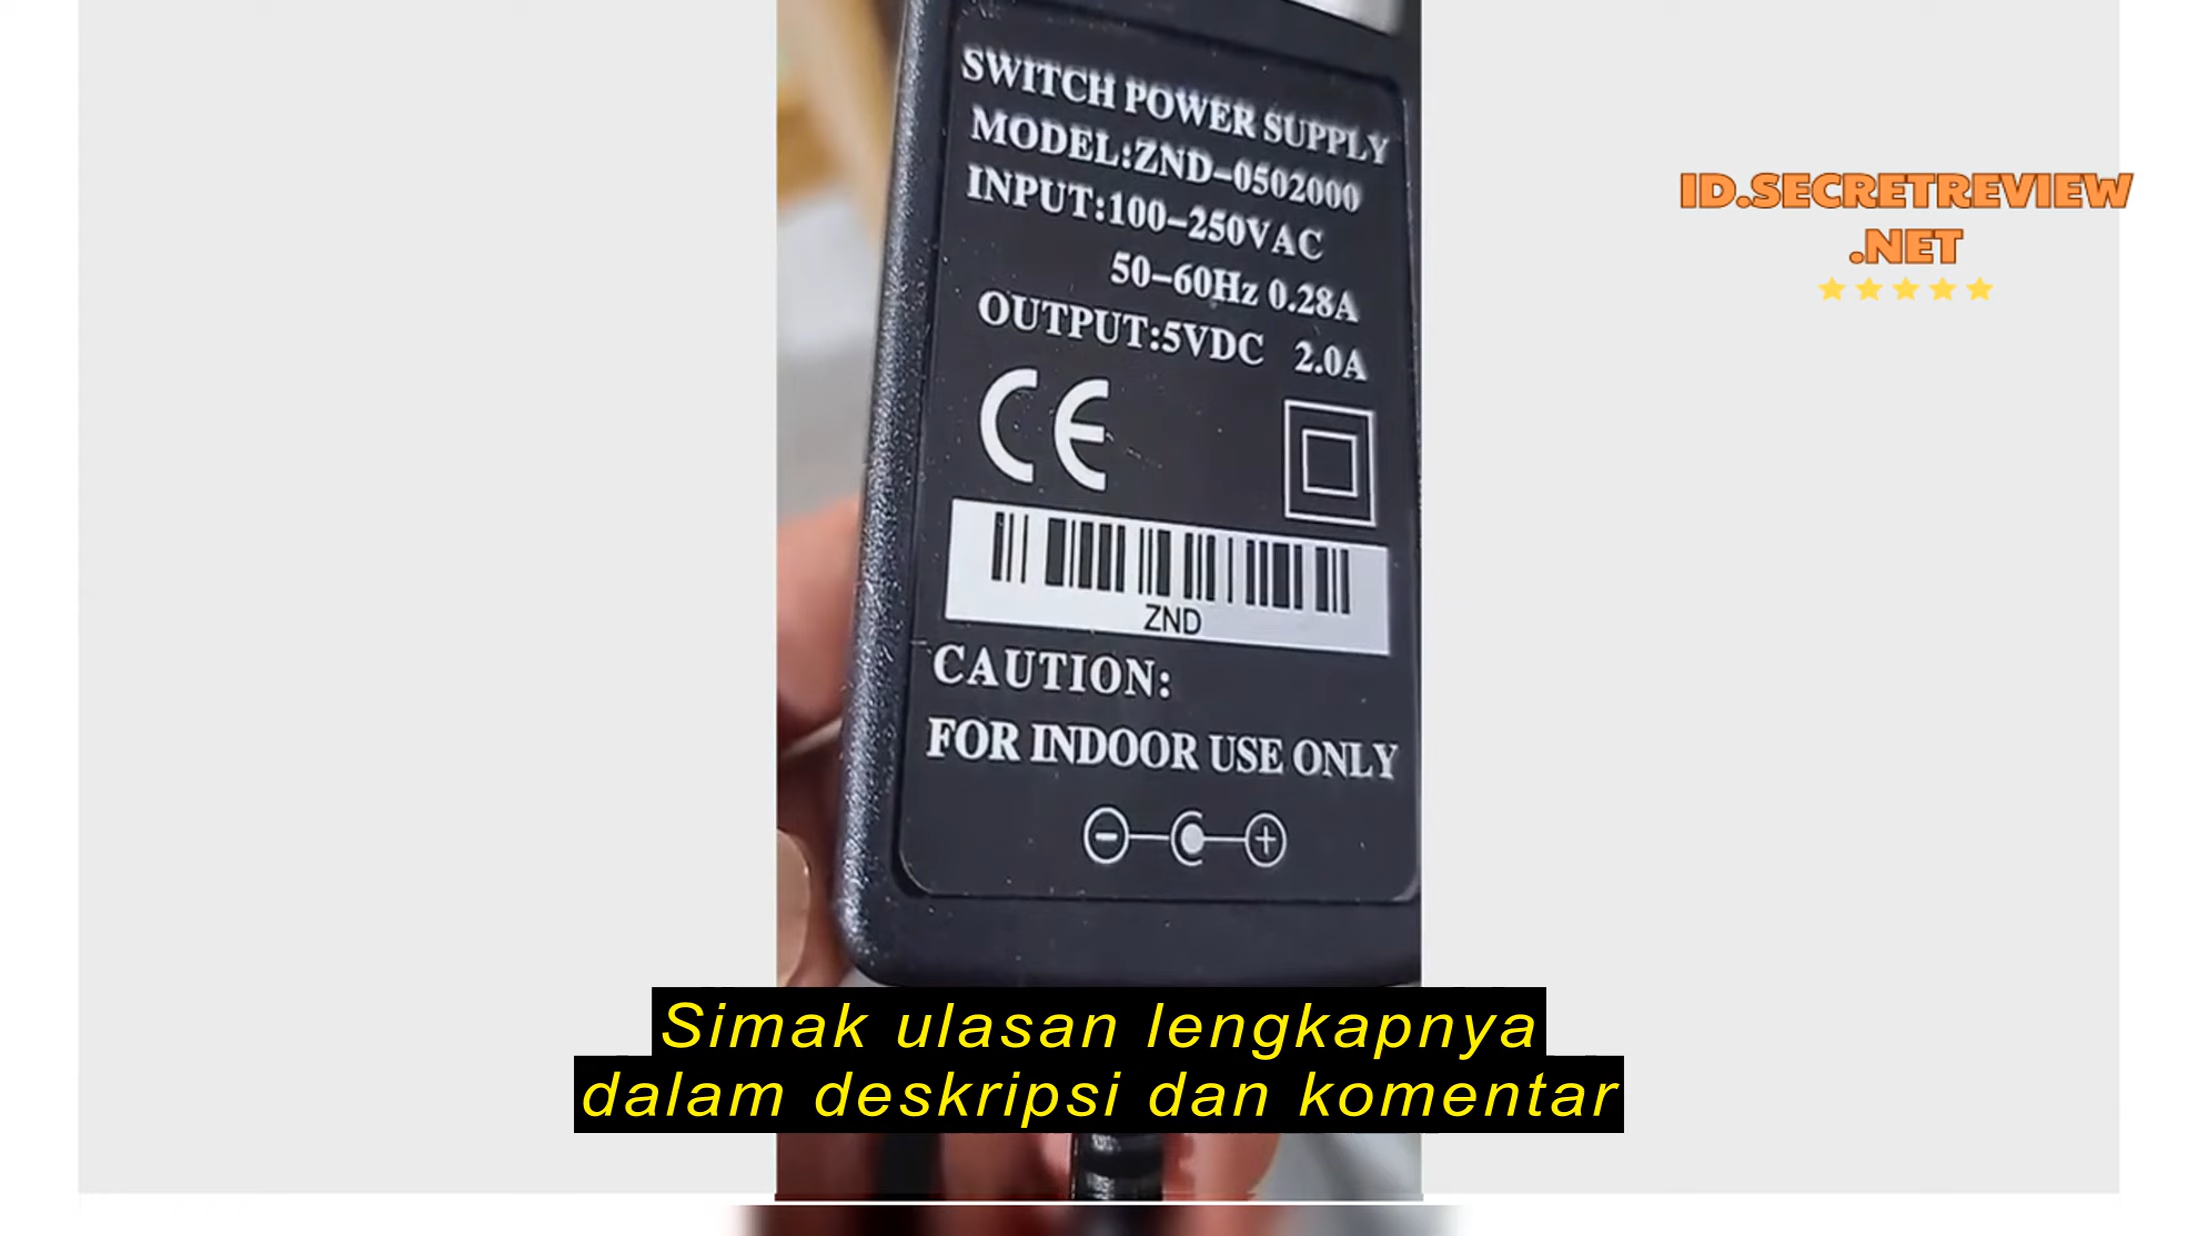 SWITCH POWER SUPPLY
MODEL:ZND-0502000
INPUT:100-250VAC
50-60Hz 0.28A
OUTPUT:5VDC 2.0A
CE
ZND
CAUTION:
FOR INDOOR USE ONLY
ID.SECRETREVIEW
.NET
Simak ulasan lengkapnya
dalam deskripsi dan komentar